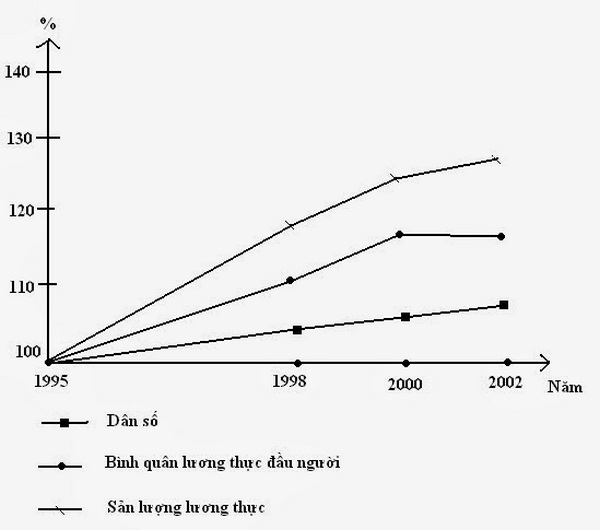 %
140
130
120
110
100
1995 1998 2000 2002 Năm
Dân số
Bình quân lương thực đầu người
Sản lượng lương thực